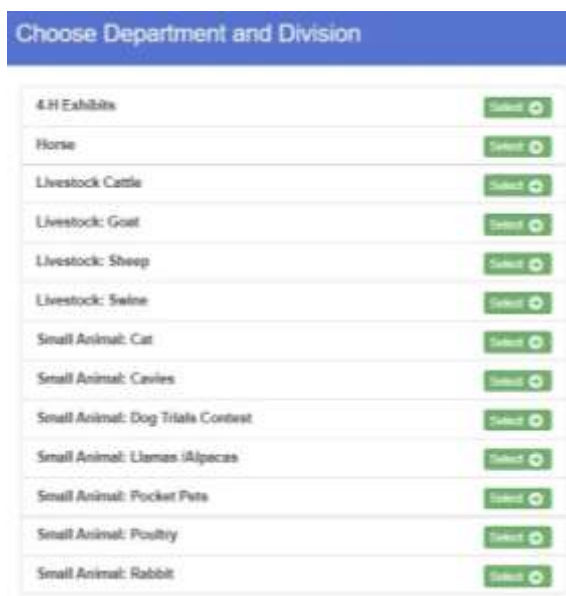 Choose Department and Division
4-H Exhibits Select
Horse Select
Livestock Cattle Select
Livestock: Goat Select
Livestock: Sheep Select
Livestock: Swine Select
Small Animal: Cat Select
Small Animal: Cavies Select
Small Animal: Dog Trials Contest Select
Small Animal: Llamas /Alpacas Select
Small Animal: Pocket Pets Select
Small Animal: Poultry Select
Small Animal: Rabbit Select